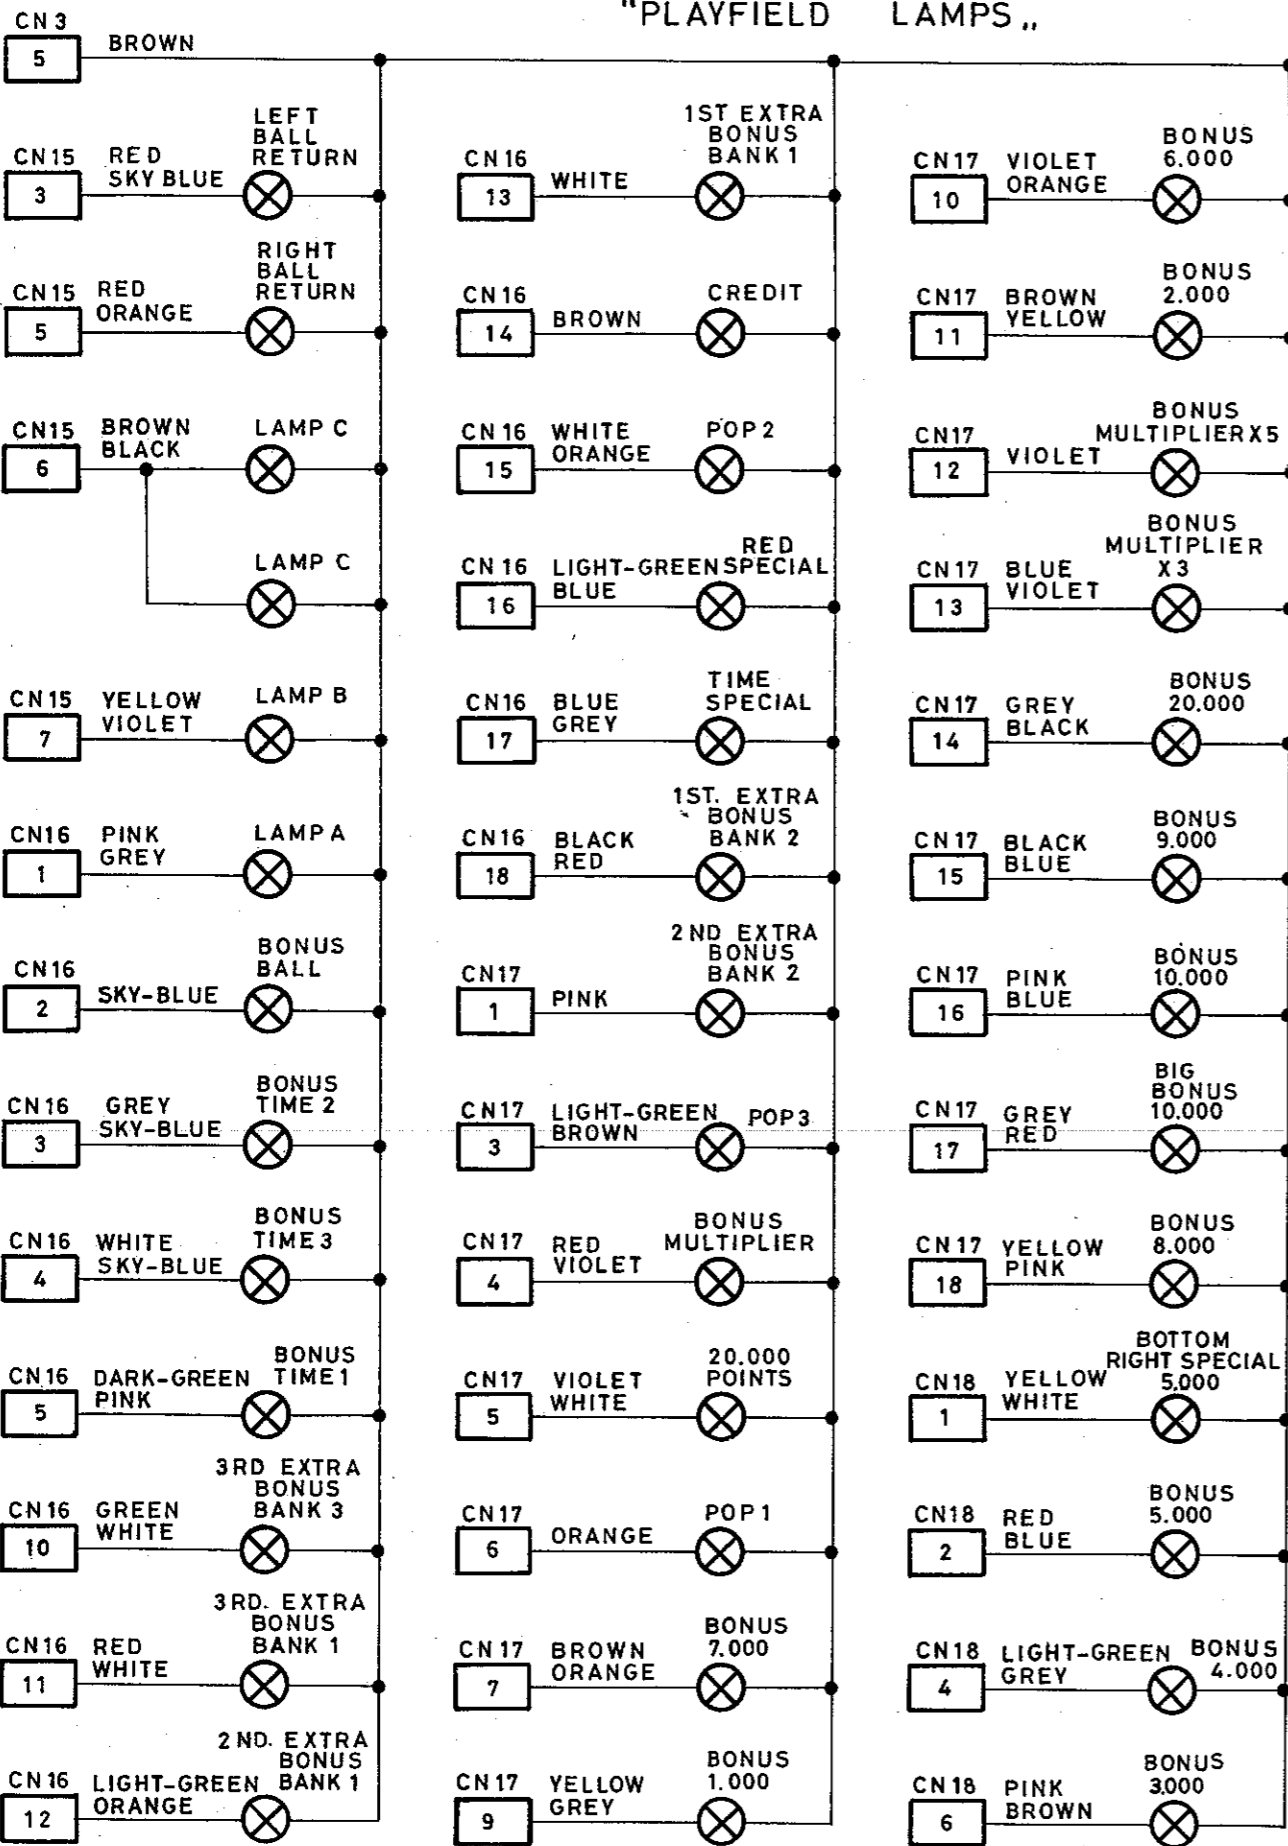 "PLAYFIELD LAMPS"
CN 3
5
BROWN
CN15
3
RED
SKY BLUE
LEFT
BALL
RETURN
CN15
5
RED
ORANGE
RIGHT
BALL
RETURN
CN15
6
BROWN
BLACK
LAMP C
LAMP C
CN15
7
YELLOW
VIOLET
LAMP B
CN16
1
PINK
GREY
LAMP A
CN16
2
SKY-BLUE
BONUS
BALL
CN16
3
GREY
SKY-BLUE
BONUS
TIME 2
CN16
4
WHITE
SKY-BLUE
BONUS
TIME 3
CN16
5
DARK-GREEN
PINK
BONUS
TIME 1
CN16
10
GREEN
WHITE
3RD EXTRA
BONUS
BANK 3
CN16
11
RED
WHITE
3RD. EXTRA
BONUS
BANK 1
CN16
12
LIGHT-GREEN
ORANGE
2ND. EXTRA
BONUS
BANK 1
CN16
13
WHITE
1ST EXTRA
BONUS
BANK 1
CN16
14
BROWN
CREDIT
CN16
15
WHITE
ORANGE
POP 2
CN16
16
LIGHT-GREEN
BLUE
RED
SPECIAL
CN16
17
BLUE
GREY
TIME
SPECIAL
CN16
18
BLACK
RED
1ST. EXTRA
BONUS
BANK 2
CN17
1
PINK
2ND EXTRA
BONUS
BANK 2
CN17
3
LIGHT-GREEN
BROWN
POP 3
CN17
4
RED
VIOLET
BONUS
MULTIPLIER
CN17
5
VIOLET
WHITE
20.000
POINTS
CN17
6
ORANGE
POP 1
CN17
7
BROWN
ORANGE
BONUS
7.000
CN17
9
YELLOW
GREY
BONUS
1.000
CN17
10
VIOLET
ORANGE
BONUS
6.000
CN17
11
BROWN
YELLOW
BONUS
2.000
CN17
12
VIOLET
BONUS
MULTIPLIER X5
CN17
13
BLUE
VIOLET
BONUS
MULTIPLIER
X3
CN17
14
GREY
BLACK
BONUS
20.000
CN17
15
BLACK
BLUE
BONUS
9.000
CN17
16
PINK
BLUE
BONUS
10.000
CN17
17
GREY
RED
BIG
BONUS
10.000
CN17
18
YELLOW
PINK
BONUS
8.000
CN18
1
YELLOW
WHITE
BOTTOM
RIGHT SPECIAL
5.000
CN18
2
RED
BLUE
BONUS
5.000
CN18
4
LIGHT-GREEN
GREY
BONUS
4.000
CN18
6
PINK
BROWN
BONUS
3.000